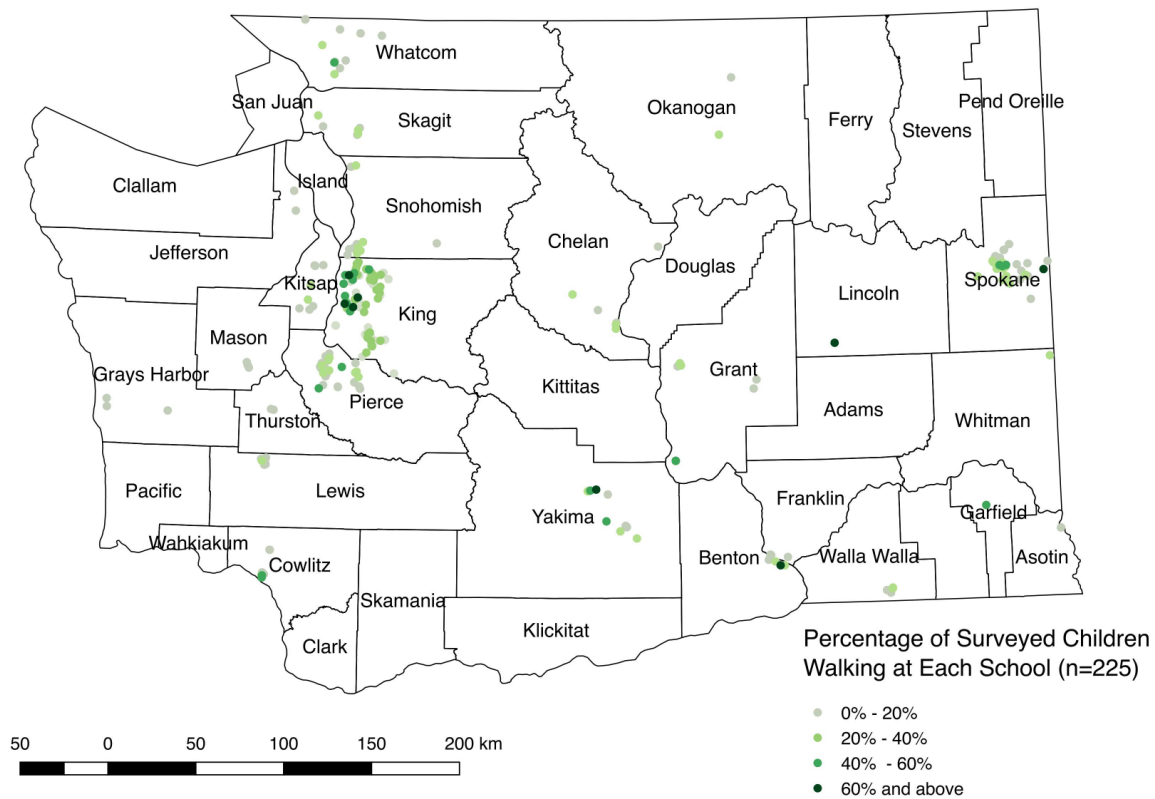 Whatcom
San Juan
Skagit
Okanogan
Ferry
Stevens
Pend Oreille
Clallam
Island
Snohomish
Jefferson
Chelan
Douglas
Kitsap
King
Lincoln
Spokane
Mason
Grays Harbor
Kittitas
Grant
Adams
Whitman
Thurston
Pierce
Pacific
Lewis
Yakima
Franklin
Garfield
Wahkiakum
Cowlitz
Benton
Walla Walla
Asotin
Skamania
Clark
Klickitat
Percentage of Surveyed Children
Walking at Each School (n=225)
0% - 20%
20% - 40%
40% - 60%
60% and above
50 0 50 100 150 200 km